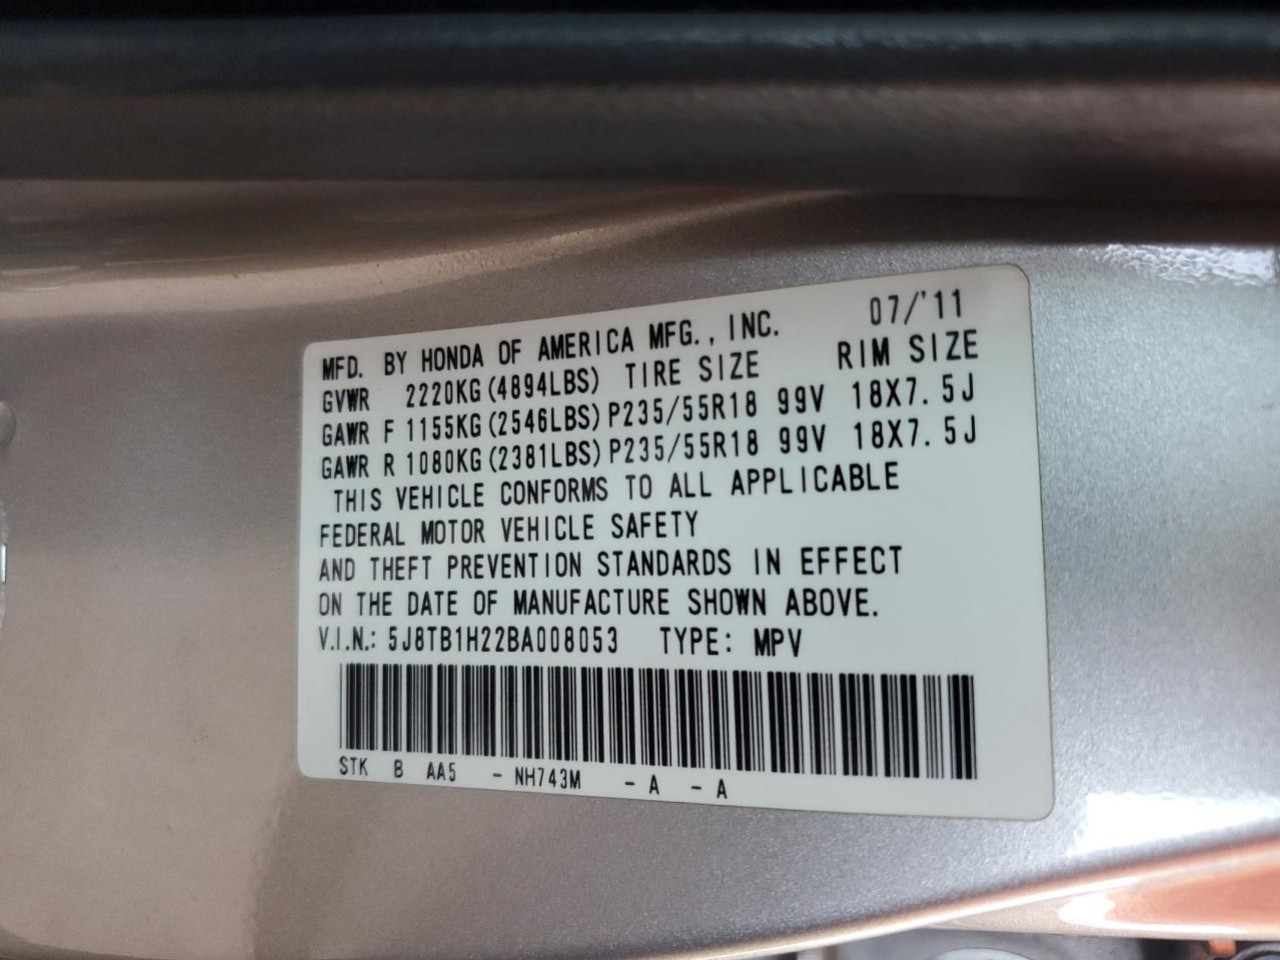 MFD. BY HONDA OF AMERICA MFG., INC. 07/'11
GVWR 2220KG (4894LBS) TIRE SIZE RIM SIZE
GAWR F 1155KG (2546LBS) P235/55R18 99V 18X7.5J
GAWR R 1080KG (2381LBS) P235/55R18 99V 18X7.5J
THIS VEHICLE CONFORMS TO ALL APPLICABLE
FEDERAL MOTOR VEHICLE SAFETY
AND THEFT PREVENTION STANDARDS IN EFFECT
ON THE DATE OF MANUFACTURE SHOWN ABOVE.
V.I.N.: 5J8TB1H22BA008053 TYPE: MPV
STK B AA5 - NH743M - A - A